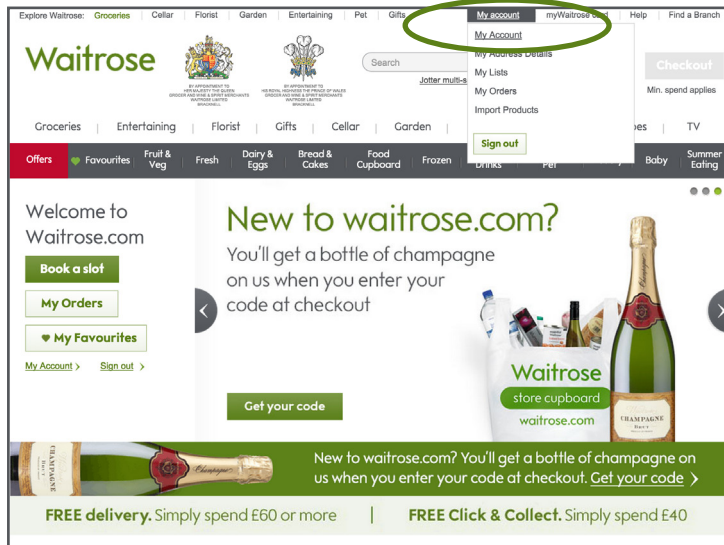 Explore Waitrose: Groceries Cellar Florist Garden Entertaining Pet Gifts My account myWaitrose card Help Find a Branch
My Account
My Address Details
My Lists
My Orders
Import Products
Sign out
Waitrose
BY APPOINTMENT TO
HER MAJESTY THE QUEEN
GROCER AND WINE & SPIRIT MERCHANTS
WAITROSE LIMITED
BRACKNELL
BY APPOINTMENT TO
HIS ROYAL HIGHNESS THE PRINCE OF WALES
GROCER AND WINE & SPIRIT MERCHANTS
WAITROSE LIMITED
BRACKNELL
Search
Jotter multi-s
Checkout
Min. spend applies
Groceries Entertaining Florist Gifts Cellar Garden es TV
Offers Favourites Fruit & Veg Fresh Dairy & Eggs Bread & Cakes Food Cupboard Frozen Drinks Pet Baby Summer Eating
Welcome to
Waitrose.com
Book a slot
My Orders
My Favourites
My Account > Sign out >
New to waitrose.com?
You'll get a bottle of champagne
on us when you enter your
code at checkout
Get your code
Waitrose
store cupboard
waitrose.com
CHAMPAGNE
Brut
Champagne
CHAMPAGNE
Brut
New to waitrose.com? You'll get a bottle of champagne on
us when you enter your code at checkout. Get your code >
FREE delivery. Simply spend £60 or more | FREE Click & Collect. Simply spend £40